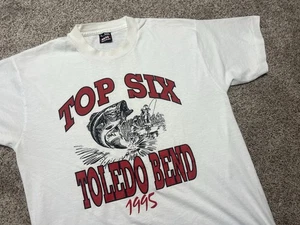 TOP SIX
TOLEDO BEND
1995